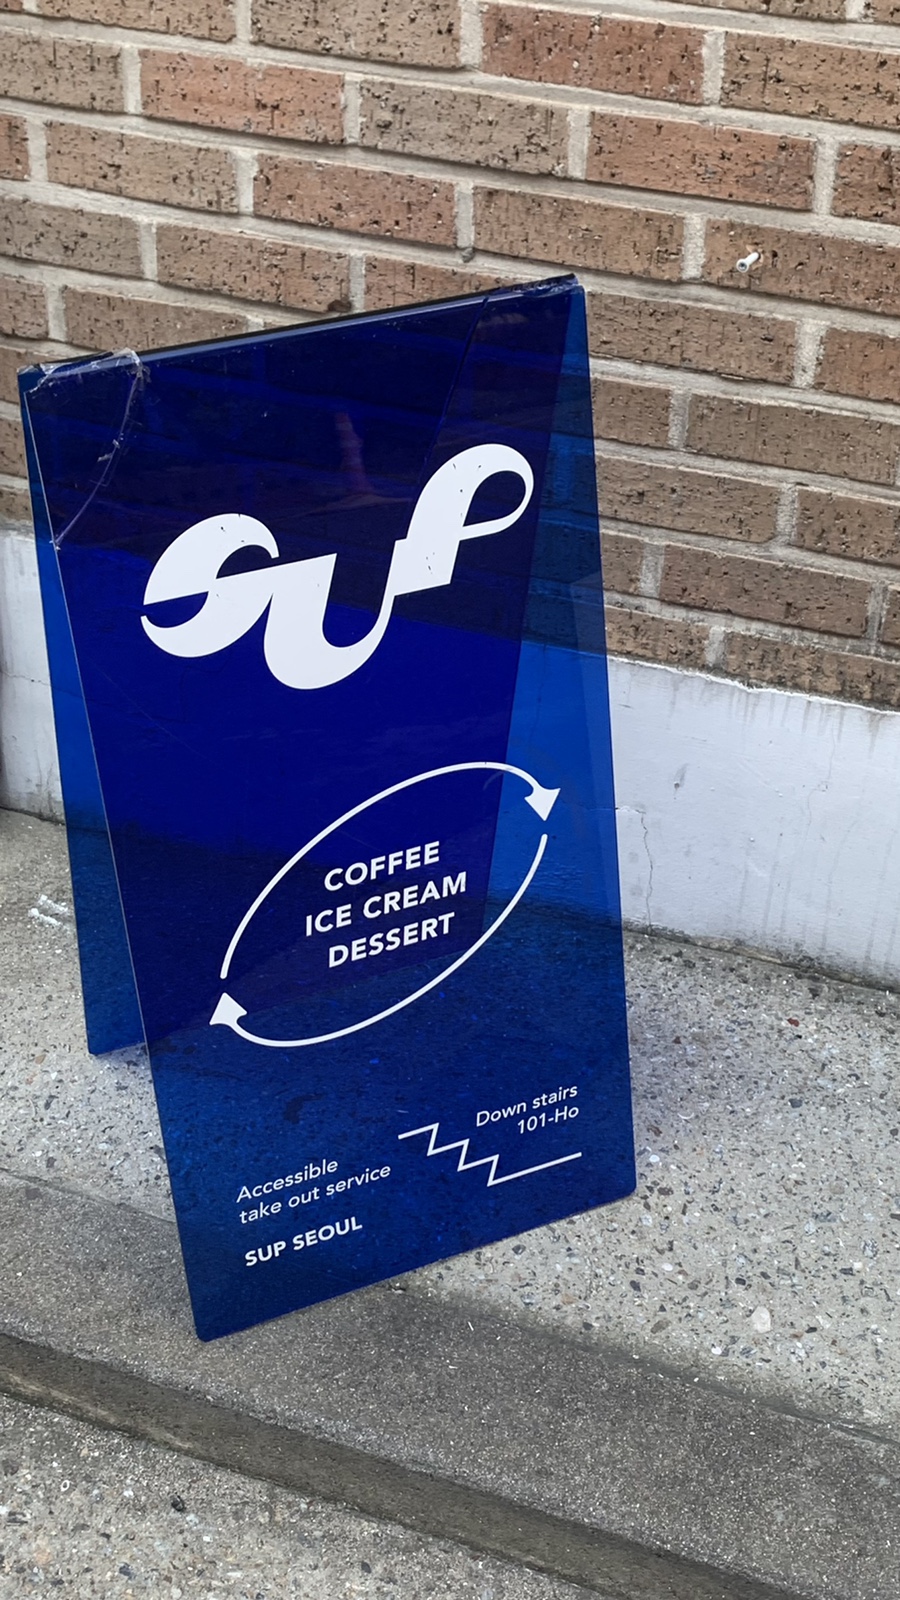 SUP
COFFEE
ICE CREAM
DESSERT
Down stairs
101-Ho
Accessible
take out service
SUP SEOUL